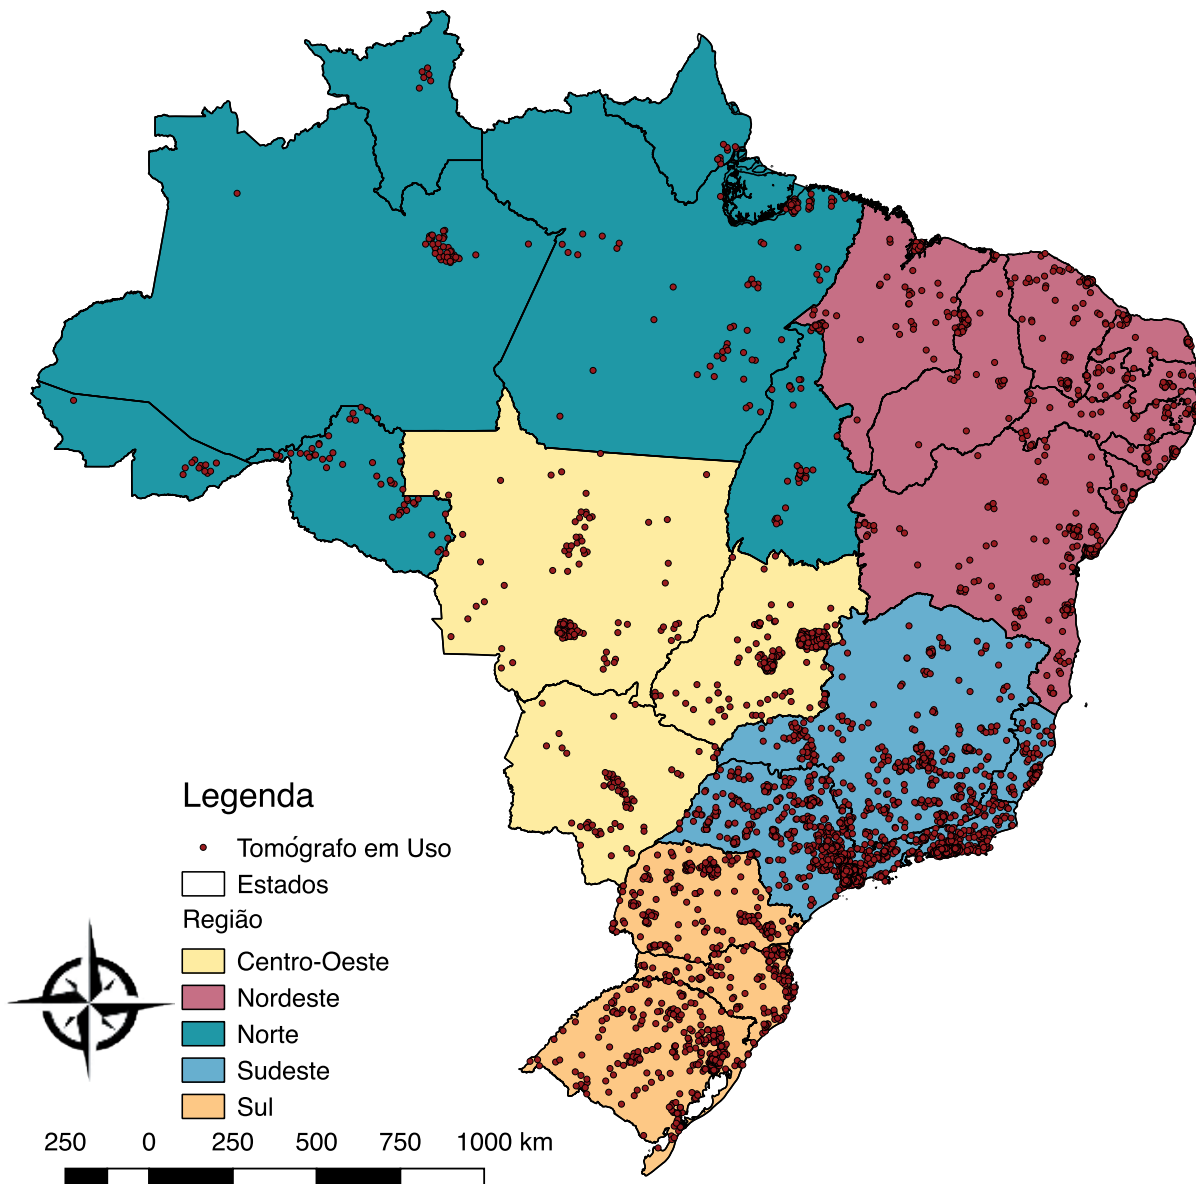 Legenda
Tomógrafo em Uso
Estados
Região
Centro-Oeste
Nordeste
Norte
Sudeste
Sul
250 0 250 500 750 1000 km